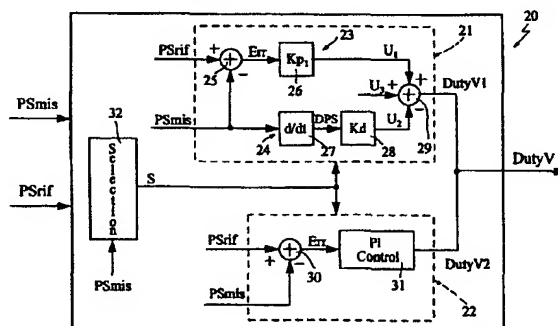 20
23
21
PSrif
+
Err
Kp1
U1
25
−
26
U3
+
+
DutyV1
−
29
PSmis
d/dt
DPS
Kd
U2
24
27
28
PSmis
32
Selection
S
DutyV
PSrif
PSmis
PSrif
+
Err
PI
Control
−
30
31
DutyV2
PSmis
22